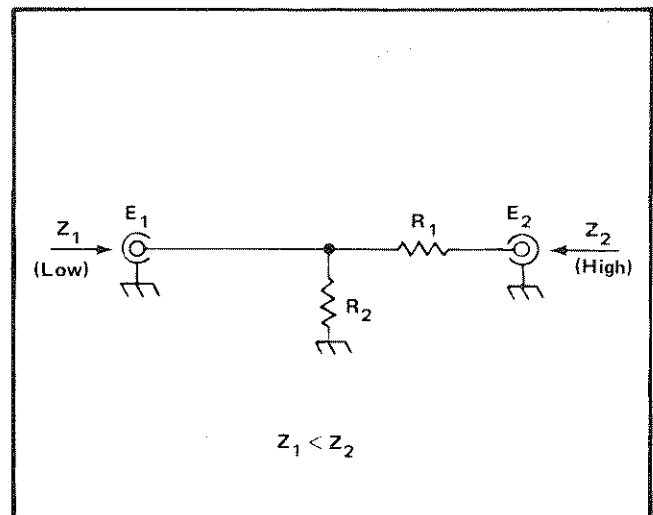 E₁
R₁
E₂
Z₁
(Low)
Z₂
(High)
R₂
Z₁ < Z₂